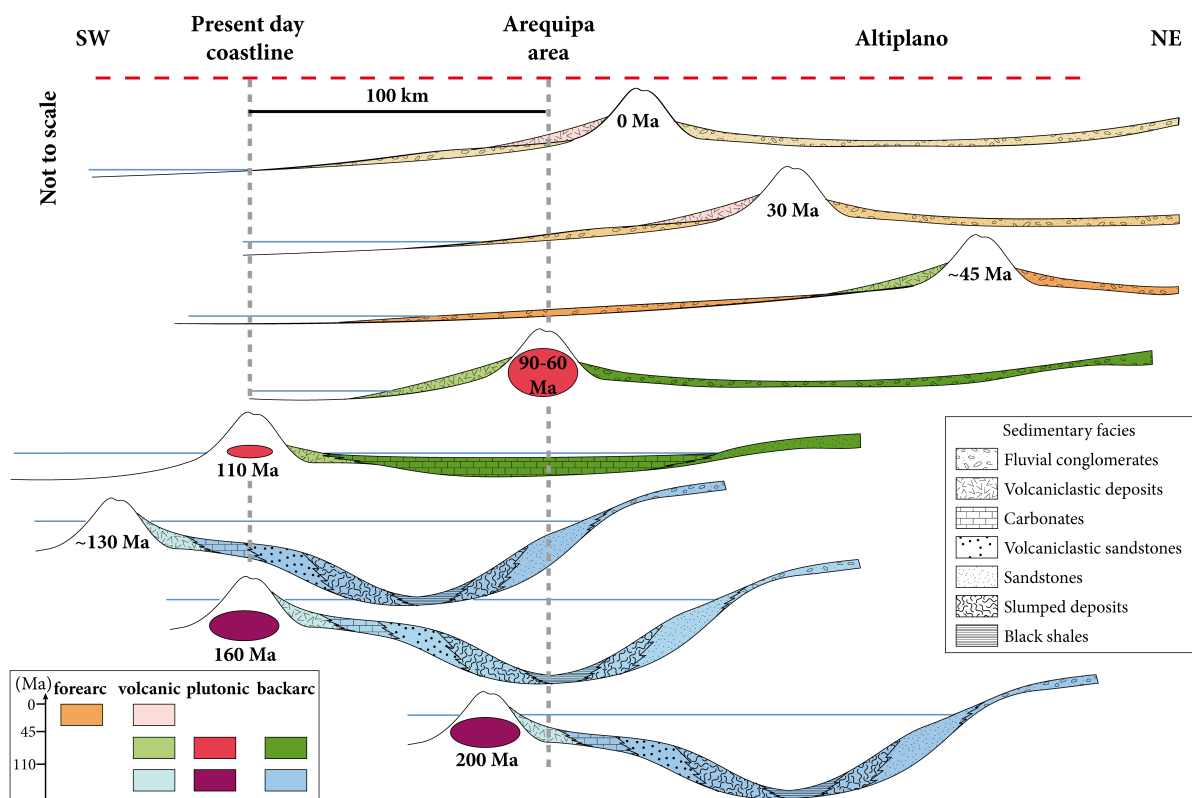 SW
Present day
coastline
Arequipa
area
Altiplano
NE
Not to scale
100 km
0 Ma
30 Ma
~45 Ma
90-60
Ma
110 Ma
~130 Ma
160 Ma
200 Ma
Sedimentary facies
Fluvial conglomerates
Volcaniclastic deposits
Carbonates
Volcaniclastic sandstones
Sandstones
Slumped deposits
Black shales
(Ma) forearc volcanic plutonic backarc
0
45
110